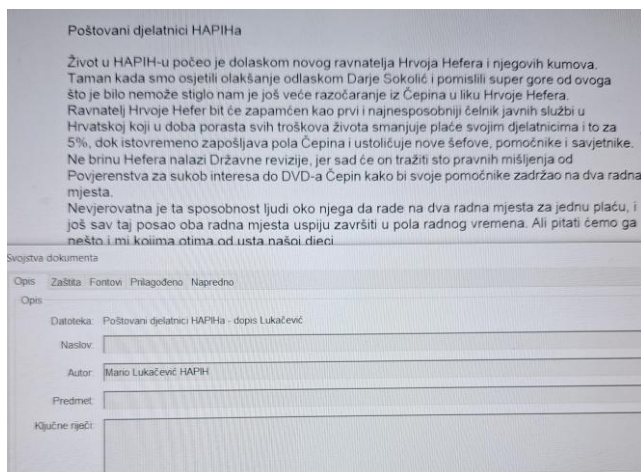 Poštovani djelatnici HAPIHa
Život u HAPIH-u počeo je dolaskom novog ravnatelja Hrvoja Hefera i njegovih kumova.
Taman kada smo osjetili olakšanje odlaskom Darje Sokolić i pomislili super gore od ovoga
što je bilo nemože stiglo nam je još veće razočaranje iz Čepina u liku Hrvoje Hefera.
Ravnatelj Hrvoje Hefer bit će zapamćen kao prvi i najnesposobniji čelnik javnih službi u
Hrvatskoj koji u doba porasta svih troškova života smanjuje plaće svojim djelatnicima i to za
5%, dok istovremeno zapošljava pola Čepina i ustoličuje nove šefove, pomoćnike i savjetnike.
Ne brinu Hefera nalazi Državne revizije, jer sad će on tražiti sto pravnih mišljenja od
Povjerenstva za sukob interesa do DVD-a Čepin kako bi svoje pomoćnike zadržao na dva radna
mjesta.
Nevjerovatna je ta sposobnost ljudi oko njega da rade na dva radna mjesta za jednu plaću, i
još sav taj posao oba radna mjesta uspiju završiti u pola radnog vremena. Ali pitati ćemo ga
nešto i mi kojima otima od usta našoj djeci
Svojstva dokumenta
Opis Zaštita Fontovi Prilagođeno Napredno
Opis
Datoteka: Poštovani djelatnici HAPIHa - dopis Lukačević
Naslov:
Autor: Mario Lukačević HAPIH
Predmet:
Ključne riječi: